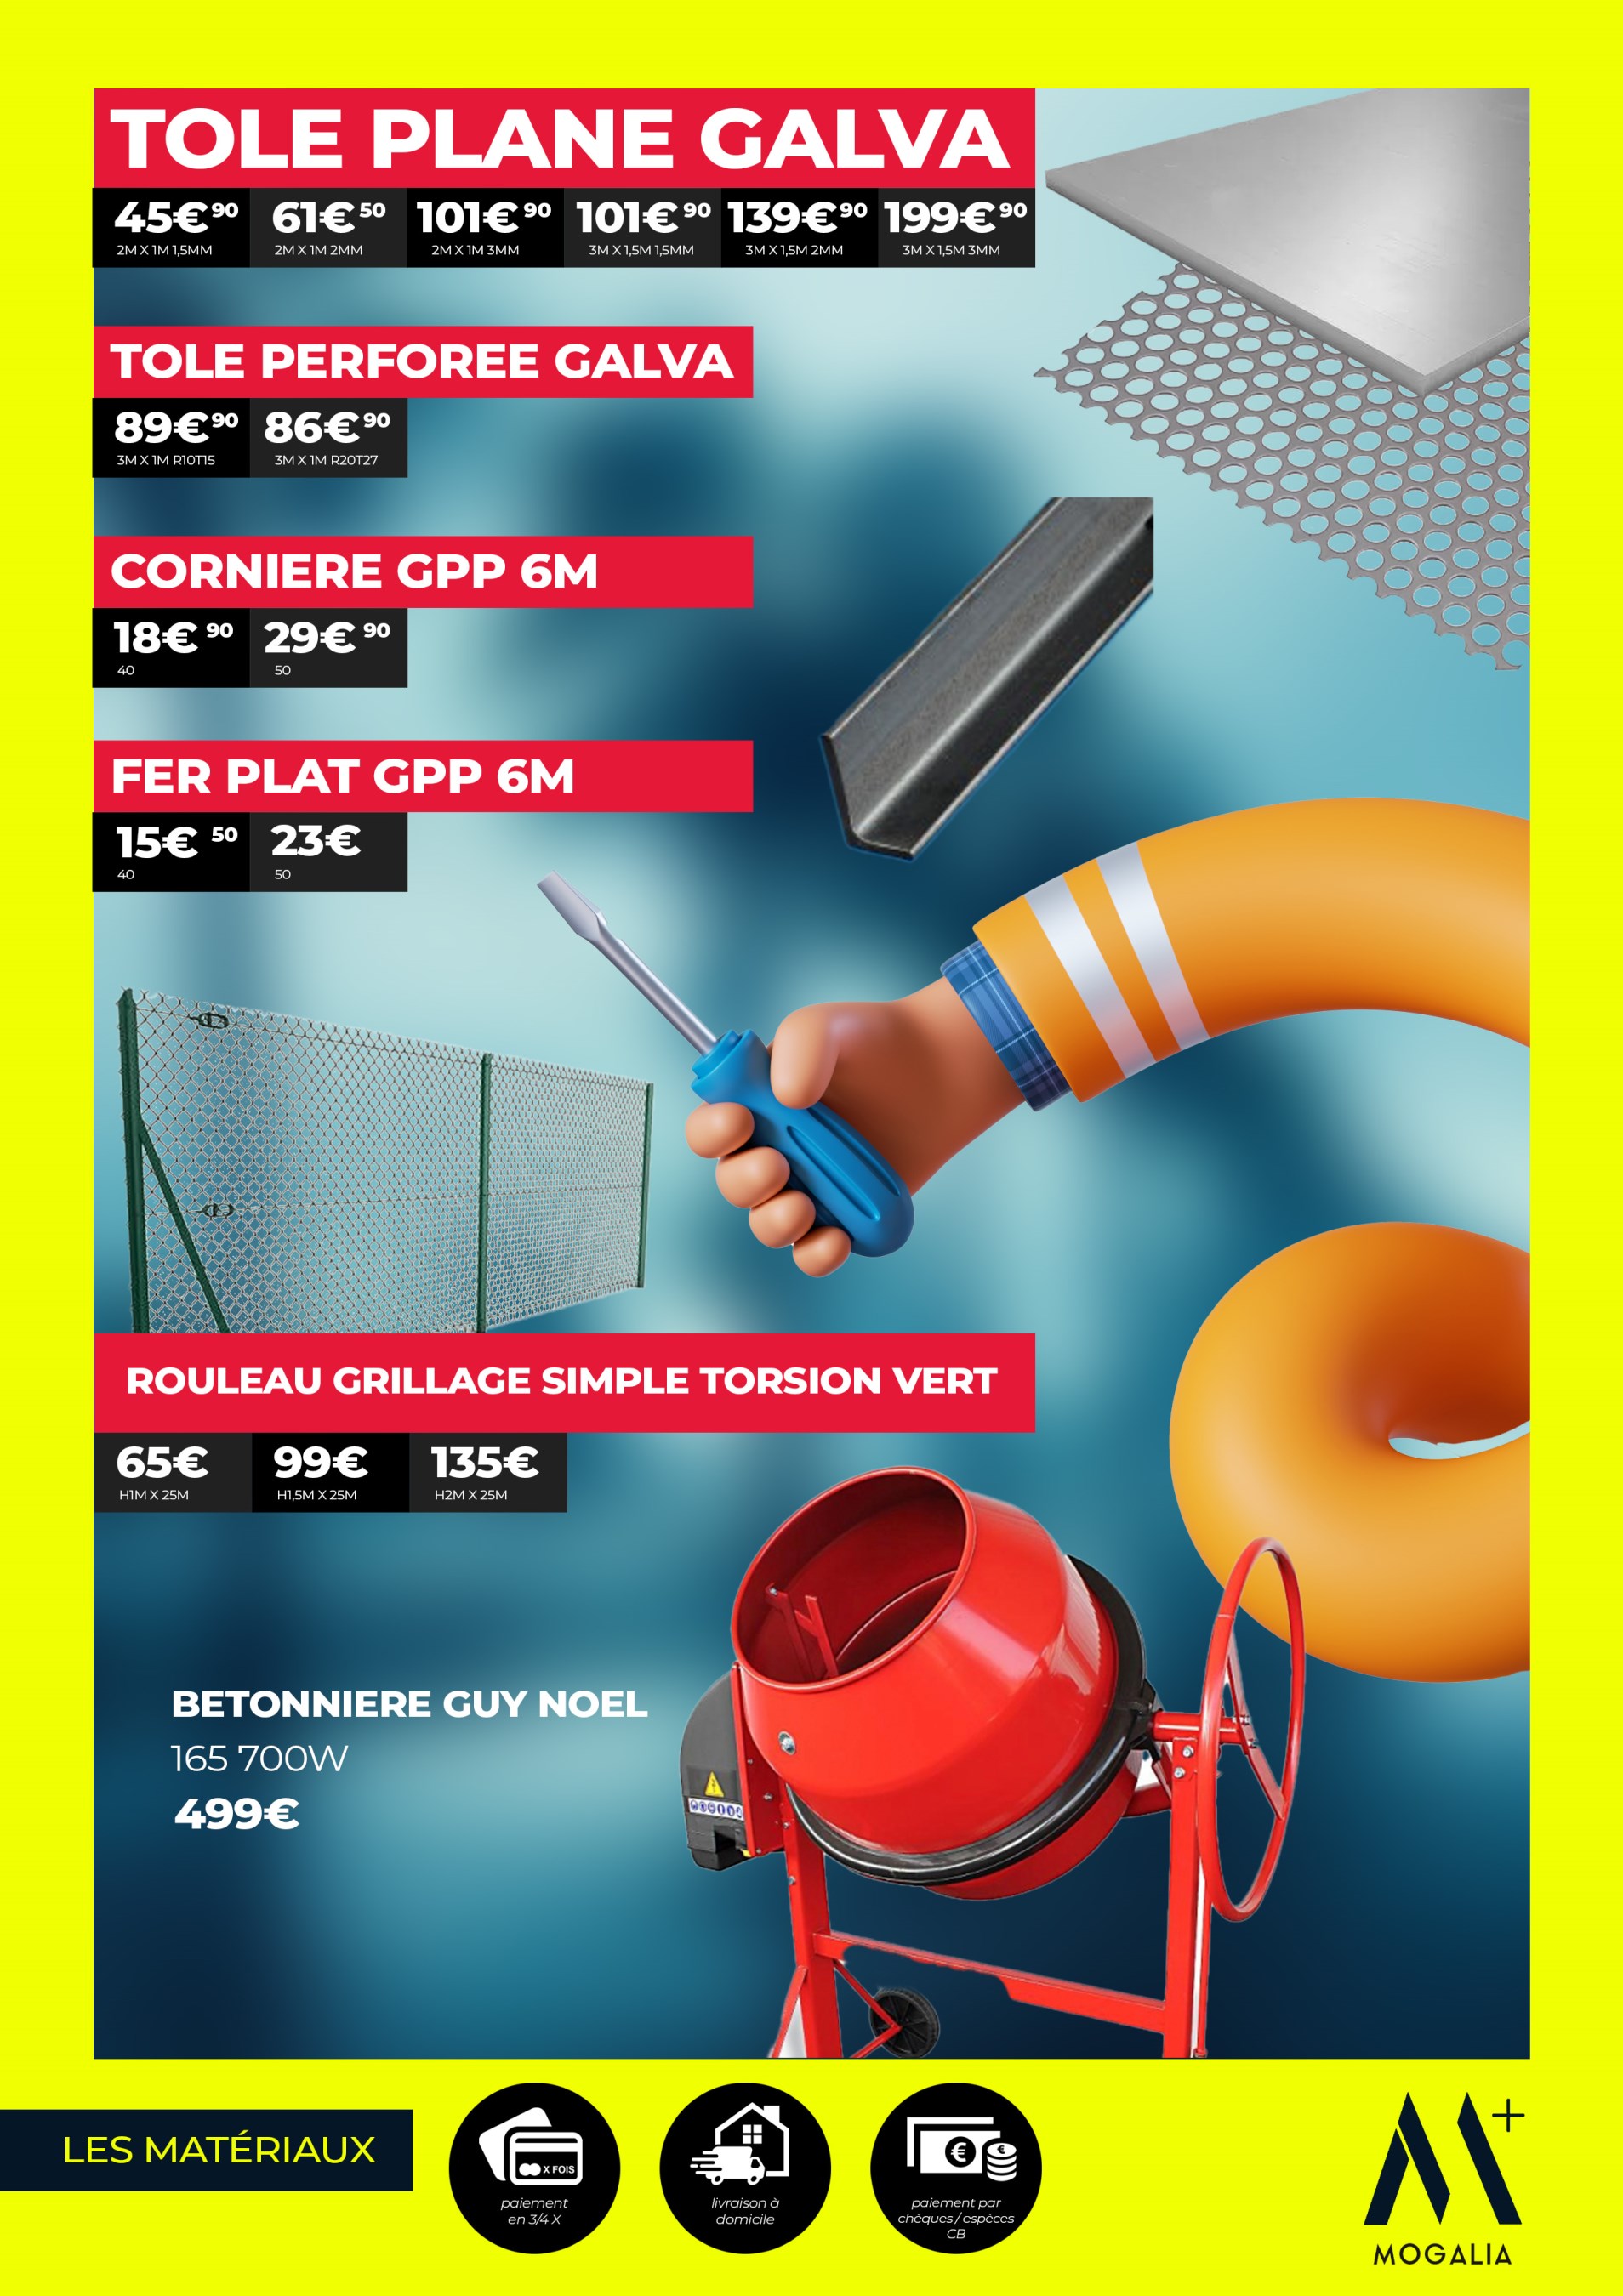 TOLE PLANE GALVA
45€90 61€50 101€90 101€90 139€90 199€90
2M X 1M 1,5MM 2M X 1M 2MM 2M X 1M 3MM 3M X 1,5M 1,5MM 3M X 1,5M 2MM 3M X 1,5M 3MM
TOLE PERFOREE GALVA
89€90 86€90
3M X 1M R10T15 3M X 1M R20T27
CORNIERE GPP 6M
18€90 29€90
40 50
FER PLAT GPP 6M
15€50 23€
40 50
ROULEAU GRILLAGE SIMPLE TORSION VERT
65€ 99€ 135€
H1M X 25M H1,5M X 25M H2M X 25M
BETONNIERE GUY NOEL
165 700W
499€
LES MATÉRIAUX
X FOIS
paiement
en 3/4 X
livraison à
domicile
paiement par
chèques / espèces
CB
M+
MOGALIA